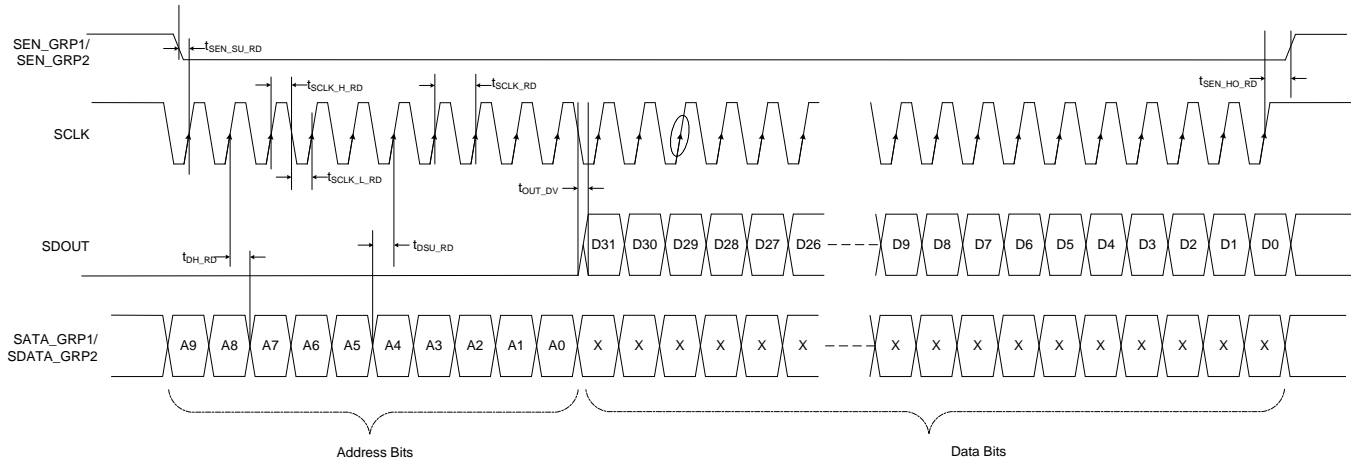 SEN_GRP1/
SEN_GRP2
tSEN_SU_RD
tSEN_HO_RD
tSCLK_H_RD
tSCLK_RD
SCLK
tSCLK_L_RD
tOUT_DV
SDOUT
D31 D30 D29 D28 D27 D26 D9 D8 D7 D6 D5 D4 D3 D2 D1 D0
tDH_RD
tDSU_RD
SATA_GRP1/
SDATA_GRP2
A9 A8 A7 A6 A5 A4 A3 A2 A1 A0 X X X X X X X X X X X X X X X X
Address Bits
Data Bits